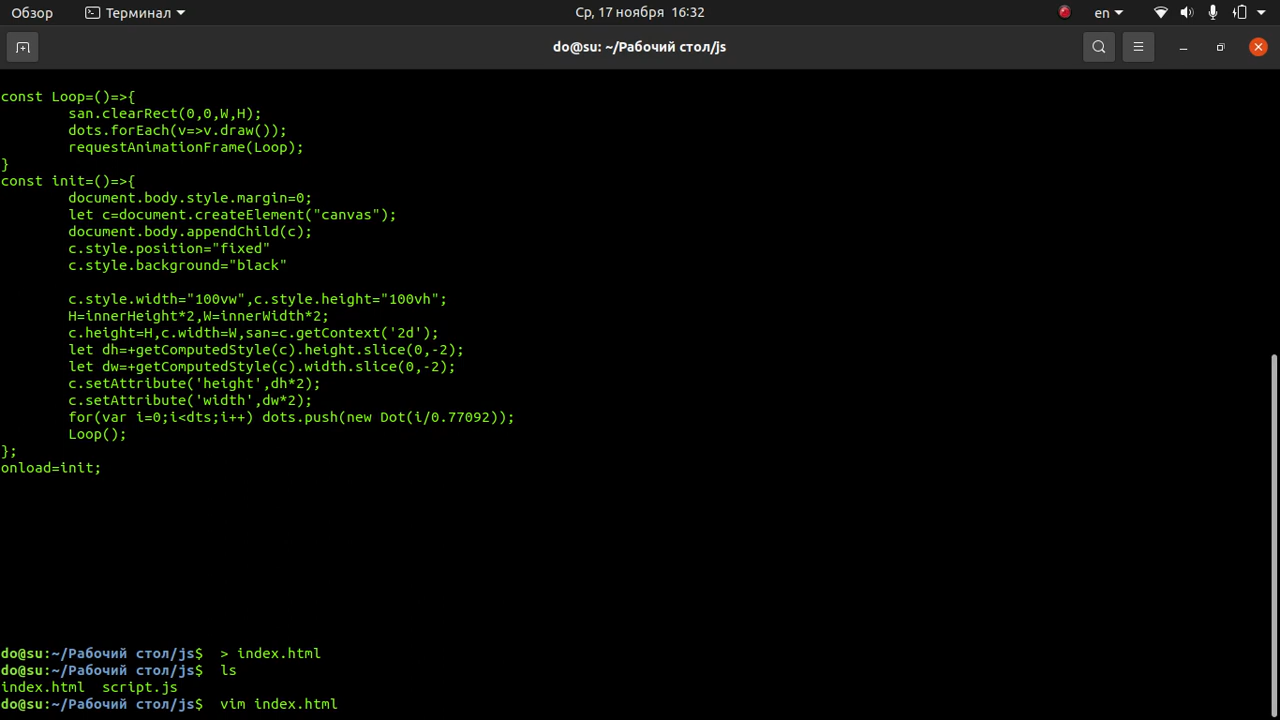 Обзор Терминал Ср, 17 ноября 16:32 en
do@su: ~/Рабочий стол/js
const Loop=()=>{
        san.clearRect(0,0,W,H);
        dots.forEach(v=>v.draw());
        requestAnimationFrame(Loop);
}
const init=()=>{
        document.body.style.margin=0;
        let c=document.createElement("canvas");
        document.body.appendChild(c);
        c.style.position="fixed"
        c.style.background="black"
        c.style.width="100vw",c.style.height="100vh";
        H=innerHeight*2,W=innerWidth*2;
        c.height=H,c.width=W,san=c.getContext('2d');
        let dh=+getComputedStyle(c).height.slice(0,-2);
        let dw=+getComputedStyle(c).width.slice(0,-2);
        c.setAttribute('height',dh*2);
        c.setAttribute('width',dw*2);
        for(var i=0;i<dts;i++) dots.push(new Dot(i/0.77092));
        Loop();
};
onload=init;
do@su:~/Рабочий стол/js$  > index.html
do@su:~/Рабочий стол/js$  ls
index.html  script.js
do@su:~/Рабочий стол/js$  vim index.html